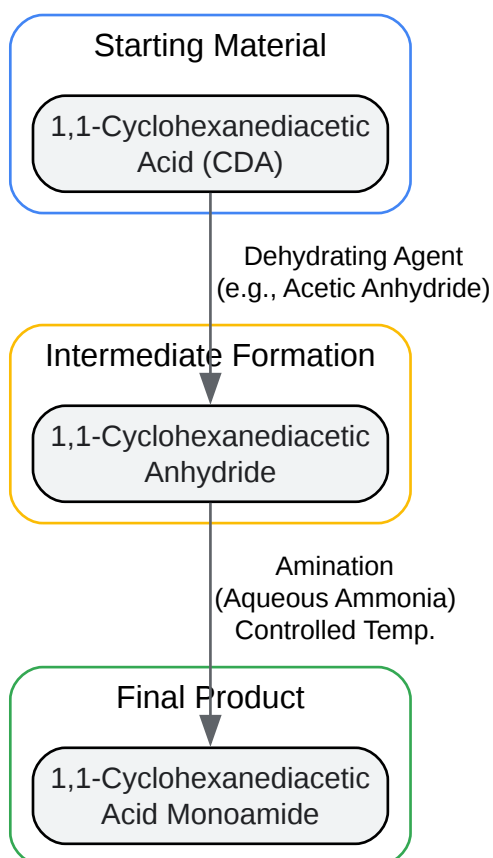 Starting Material
1,1-Cyclohexanediacetic
Acid (CDA)
Dehydrating Agent
(e.g., Acetic Anhydride)
Intermediate Formation
1,1-Cyclohexanediacetic
Anhydride
Amination
(Aqueous Ammonia)
Controlled Temp.
Final Product
1,1-Cyclohexanediacetic
Acid Monoamide